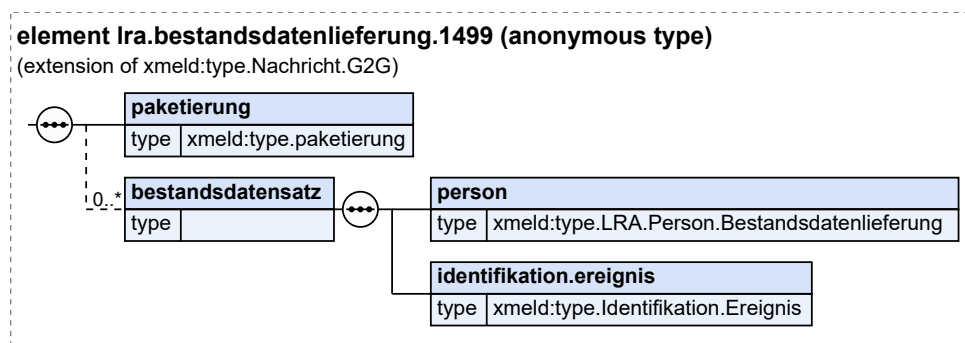 element lra.bestandsdatenlieferung.1499 (anonymous type)
(extension of xmeld:type.Nachricht.G2G)
paketierung
type xmeld:type.paketierung
0..*
bestandsdatensatz
type
person
type xmeld:type.LRA.Person.Bestandsdatenlieferung
identifikation.ereignis
type xmeld:type.Identifikation.Ereignis